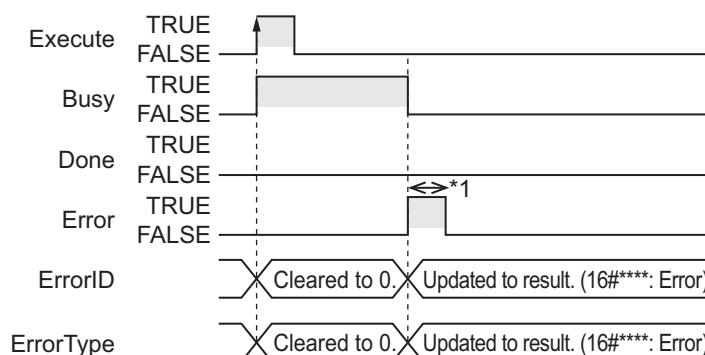 Execute TRUE
FALSE
Busy TRUE
FALSE
Done TRUE
FALSE
*1
Error TRUE
FALSE
ErrorID Cleared to 0. Updated to result. (16#****: Error)
ErrorType Cleared to 0. Updated to result. (16#****: Error)